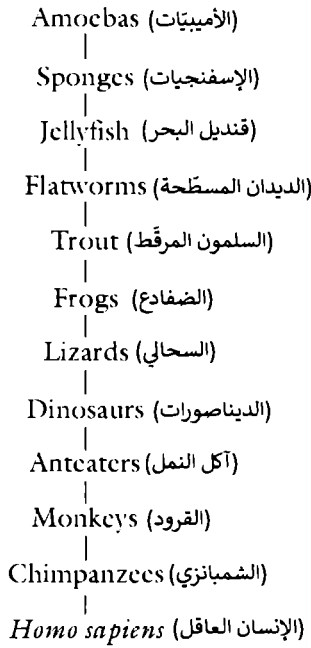 Amoebas (الأميبيّات)
Sponges (الإسفنجيات)
Jellyfish (قنديل البحر)
Flatworms (الديدان المسطّحة)
Trout (السلمون المرقَّط)
Frogs (الضفادع)
Lizards (السحالي)
Dinosaurs (الديناصورات)
Anteaters (آكل النمل)
Monkeys (القرود)
Chimpanzees (الشمبانزي)
Homo sapiens (الإنسان العاقل)